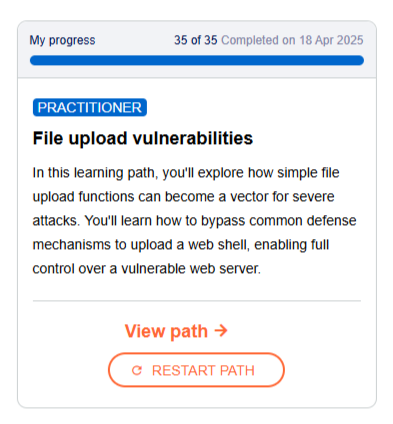 My progress 35 of 35 Completed on 18 Apr 2025
PRACTITIONER
File upload vulnerabilities
In this learning path, you'll explore how simple file
upload functions can become a vector for severe
attacks. You'll learn how to bypass common defense
mechanisms to upload a web shell, enabling full
control over a vulnerable web server.
View path →
RESTART PATH